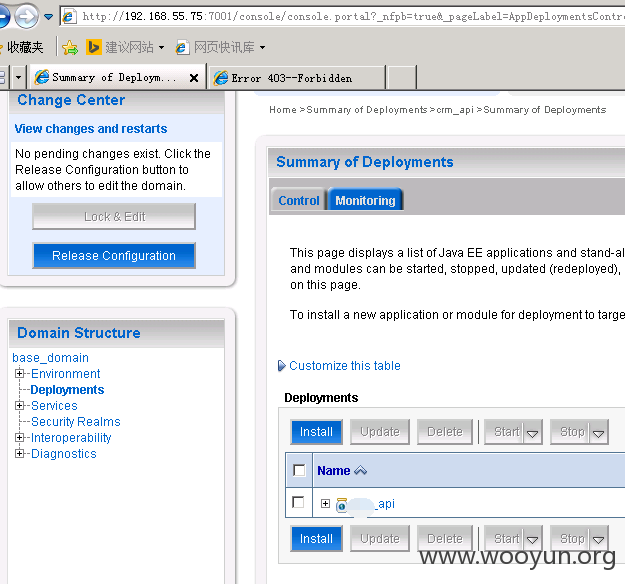 http://192.168.55.75:7001/console/console.portal?_nfpb=true&_pageLabel=AppDeploymentsContro
收藏夹 建议网站 网页快讯库
Summary of Deploym... Error 403--Forbidden
Change Center
View changes and restarts
No pending changes exist. Click the
Release Configuration button to
allow others to edit the domain.
Lock & Edit
Release Configuration
Domain Structure
base_domain
Environment
Deployments
Services
Security Realms
Interoperability
Diagnostics
Home >Summary of Deployments >crm_api >Summary of Deployments
Summary of Deployments
Control Monitoring
This page displays a list of Java EE applications and stand-al
and modules can be started, stopped, updated (redeployed),
on this page.
To install a new application or module for deployment to targe
Customize this table
Deployments
Install Update Delete Start Stop
Name
_api
Install Update Delete Start Stop
www.wooyun.org